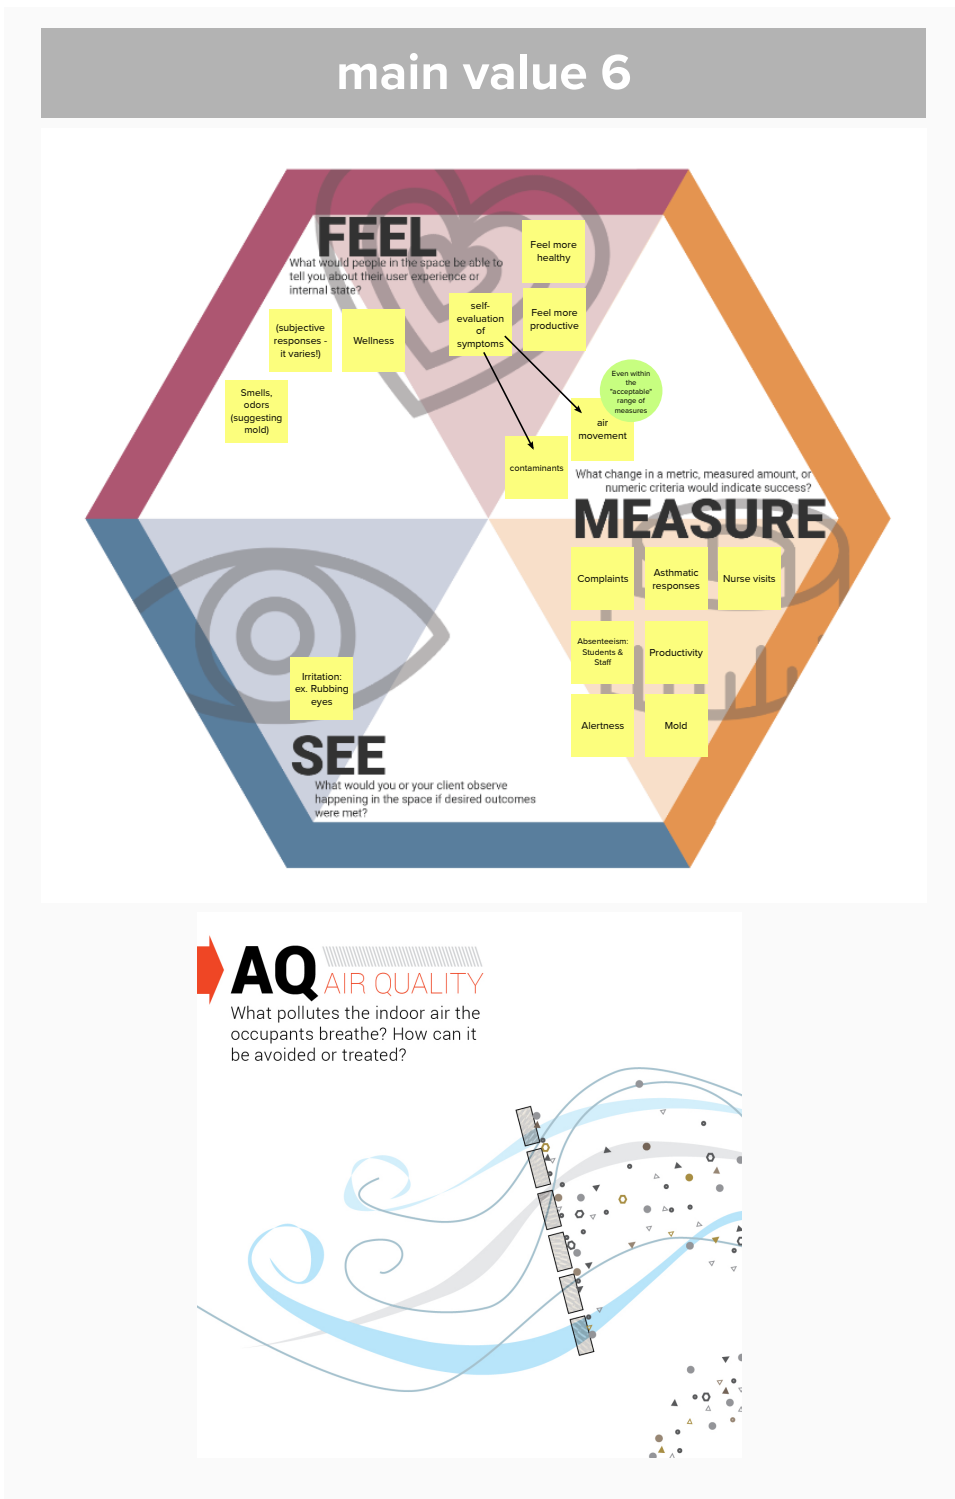 main value 6
FEEL
What would people in the space be able to
tell you about their user experience or
internal state?
Feel more
healthy
self-
evaluation
of
symptoms
Feel more
productive
(subjective
responses -
it varies!)
Wellness
Smells,
odors
(suggesting
mold)
Even within
the
"acceptable"
range of
measures
air
movement
contaminants
What change in a metric, measured amount, or
numeric criteria would indicate success?
MEASURE
Complaints
Asthmatic
responses
Nurse visits
Absenteeism:
Students &
Staff
Productivity
Alertness
Mold
Irritation:
ex. Rubbing
eyes
SEE
What would you or your client observe
happening in the space if desired outcomes
were met?
AQ
AIR QUALITY
What pollutes the indoor air the
occupants breathe? How can it
be avoided or treated?